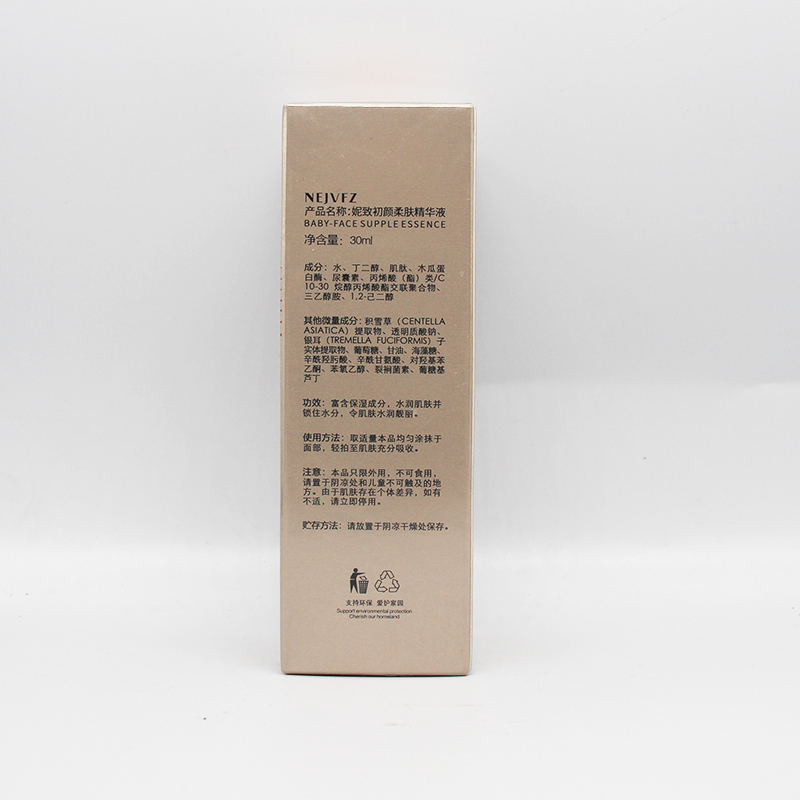 NEJVFZ
产品名称：妮致初颜柔肤精华液
BABY-FACE SUPPLE ESSENCE
净含量：30ml
成分：水、丁二醇、肌肽、木瓜蛋
白酶、尿囊素、丙烯酸（酯）类/C
10-30 烷醇丙烯酸酯交联聚合物、
三乙醇胺、1,2-己二醇
其他微量成分：积雪草（CENTELLA
ASIATICA）提取物、透明质酸钠、
银耳（TREMELLA FUCIFORMIS）子
实体提取物、葡萄糖、甘油、海藻糖、
辛酰羟肟酸、辛酰甘氨酸、对羟基苯
乙酮、苯氧乙醇、裂裥菌素、葡糖基
芦丁
功效：富含保湿成分，水润肌肤并
锁住水分，令肌肤水润靓丽。
使用方法：取适量本品均匀涂抹于
面部，轻拍至肌肤充分吸收。
注意：本品只限外用，不可食用，
请置于阴凉处和儿童不可触及的地
方。由于肌肤存在个体差异，如有
不适，请立即停用。
贮存方法：请放置于阴凉干燥处保存。
支持环保 爱护家园
Support environmental protection
Cherish our homeland